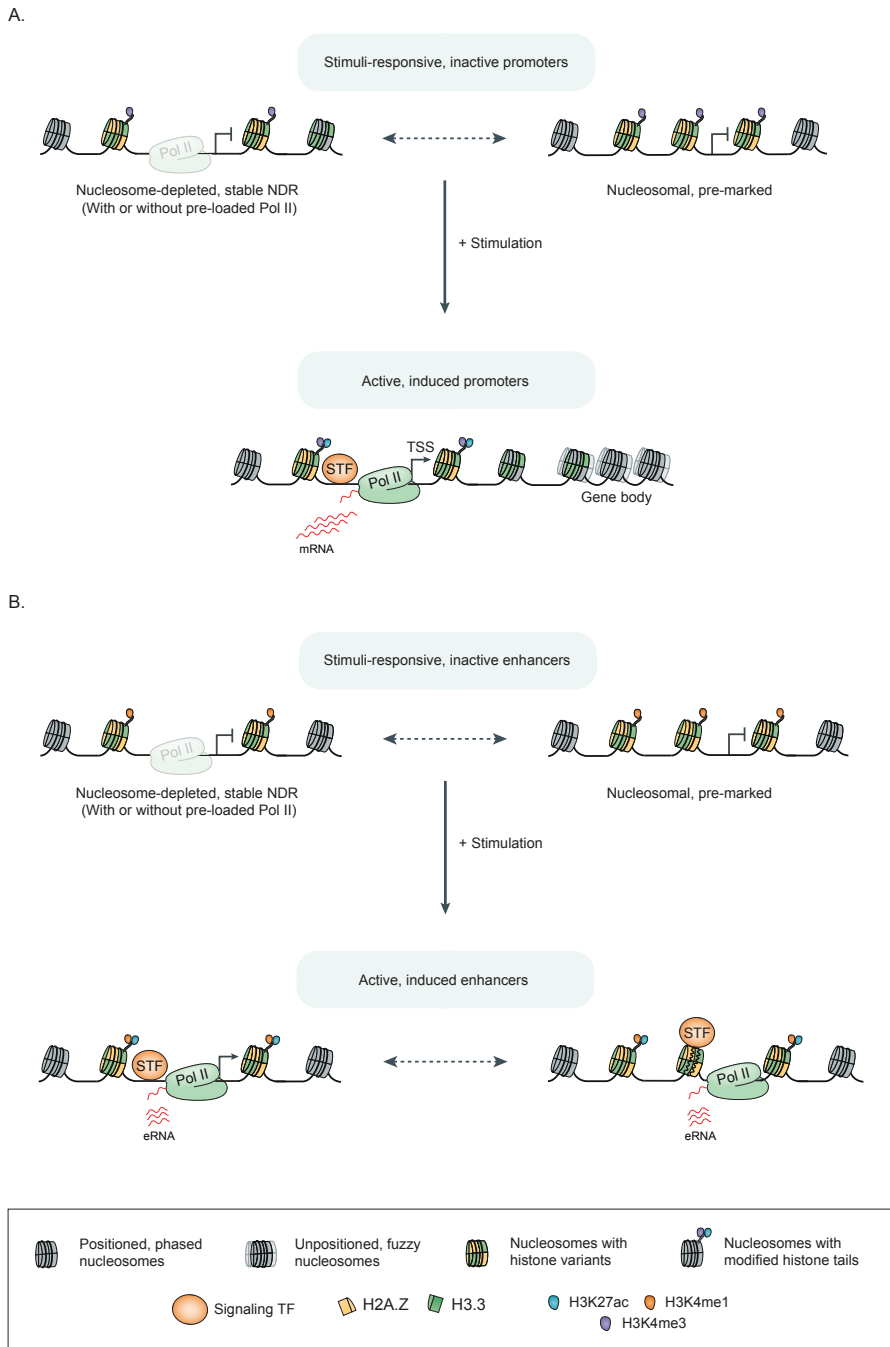 A.
Stimuli-responsive, inactive promoters
Pol II
Nucleosome-depleted, stable NDR
(With or without pre-loaded Pol II)
Nucleosomal, pre-marked
+ Stimulation
Active, induced promoters
STF
Pol II
TSS
Gene body
mRNA
B.
Stimuli-responsive, inactive enhancers
Pol II
Nucleosome-depleted, stable NDR
(With or without pre-loaded Pol II)
Nucleosomal, pre-marked
+ Stimulation
Active, induced enhancers
STF
Pol II
eRNA
STF
Pol II
eRNA
Positioned, phased
nucleosomes
Unpositioned, fuzzy
nucleosomes
Nucleosomes with
histone variants
Nucleosomes with
modified histone tails
Signaling TF
H2A.Z
H3.3
H3K27ac
H3K4me1
H3K4me3